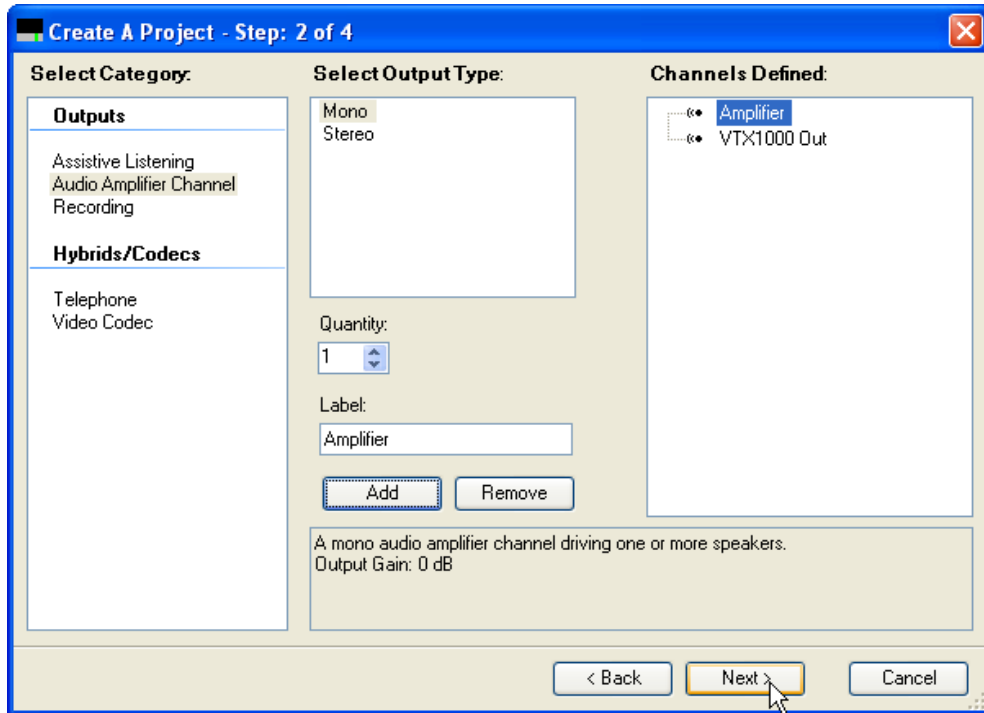 Create A Project - Step: 2 of 4
Select Category:
Outputs
Assistive Listening
Audio Amplifier Channel
Recording
Hybrids/Codecs
Telephone
Video Codec
Select Output Type:
Mono
Stereo
Quantity:
1
Label:
Amplifier
Add
Remove
Channels Defined:
Amplifier
VTX1000 Out
A mono audio amplifier channel driving one or more speakers.
Output Gain: 0 dB
< Back
Next >
Cancel